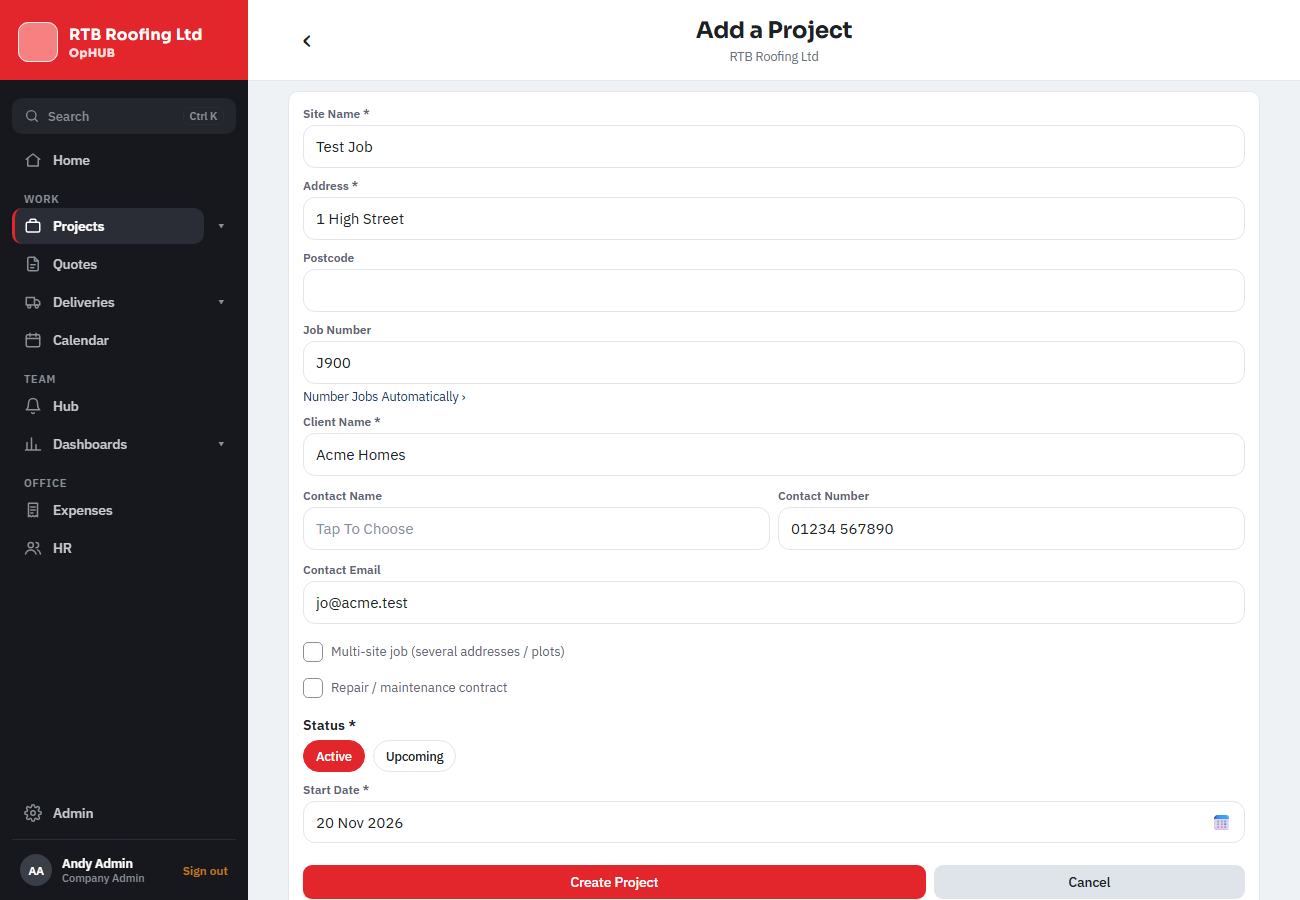 RTB Roofing Ltd
OpHUB
Search
Ctrl K
Home
WORK
Projects
Quotes
Deliveries
Calendar
TEAM
Hub
Dashboards
OFFICE
Expenses
HR
Admin
AA
Andy Admin
Company Admin
Sign out
Add a Project
RTB Roofing Ltd
Site Name *
Test Job
Address *
1 High Street
Postcode
Job Number
J900
Number Jobs Automatically ›
Client Name *
Acme Homes
Contact Name
Contact Number
Tap To Choose
01234 567890
Contact Email
jo@acme.test
Multi-site job (several addresses / plots)
Repair / maintenance contract
Status *
Active
Upcoming
Start Date *
20 Nov 2026
Create Project
Cancel